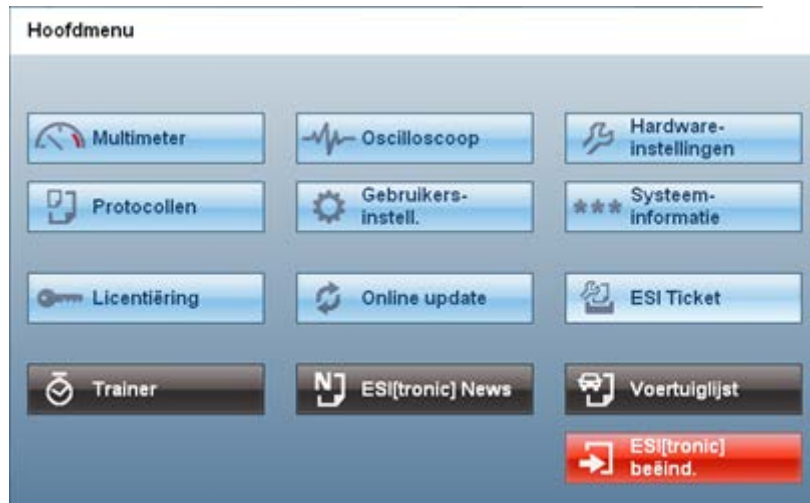 Hoofdmenu
Multimeter
Oscilloscoop
Hardware-
instellingen
Protocollen
Gebruikers-
instell.
***
Systeem-
informatie
Licentiëring
Online update
ESI Ticket
Trainer
N
ESI[tronic] News
Voertuiglijst
ESI[tronic]
beëind.